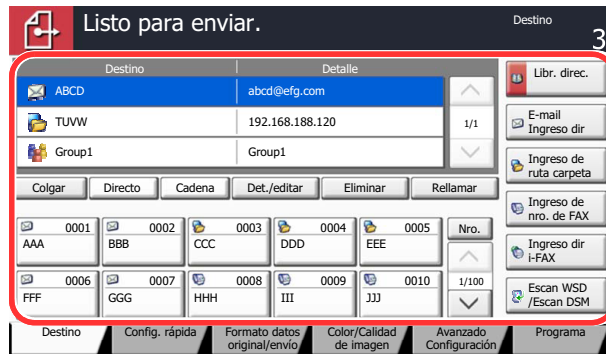 Listo para enviar.
Destino
3
Destino Detalle
ABCD abcd@efg.com
TUVW 192.168.188.120
Group1 Group1
1/1
Colgar Directo Cadena Det./editar Eliminar Rellamar
0001 0002 0003 0004 0005
AAA BBB CCC DDD EEE
0006 0007 0008 0009 0010
FFF GGG HHH III JJJ
Nro.
1/100
Libr. direc.
E-mail
Ingreso dir
Ingreso de
ruta carpeta
Ingreso de
nro. de FAX
Ingreso dir
i-FAX
Escan WSD
/Escan DSM
Destino
Config. rápida
Formato datos
original/envío
Color/Calidad
de imagen
Avanzado
Configuración
Programa